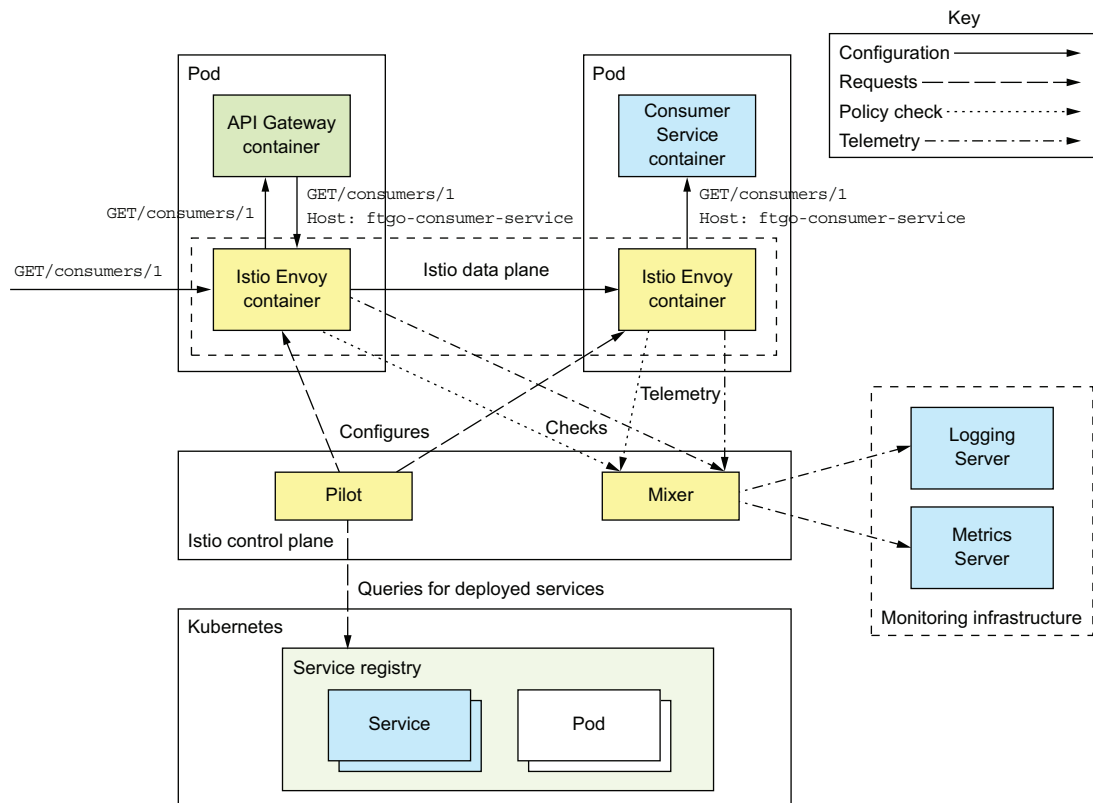 Key
Configuration
Requests
Policy check
Telemetry
Pod
API Gateway
container
GET/consumers/1
GET/consumers/1
Host: ftgo-consumer-service
Pod
Consumer
Service
container
GET/consumers/1
Host: ftgo-consumer-service
GET/consumers/1
Istio Envoy
container
Istio data plane
Istio Envoy
container
Configures
Checks
Telemetry
Pilot
Mixer
Istio control plane
Logging
Server
Metrics
Server
Monitoring infrastructure
Queries for deployed services
Kubernetes
Service registry
Service
Pod